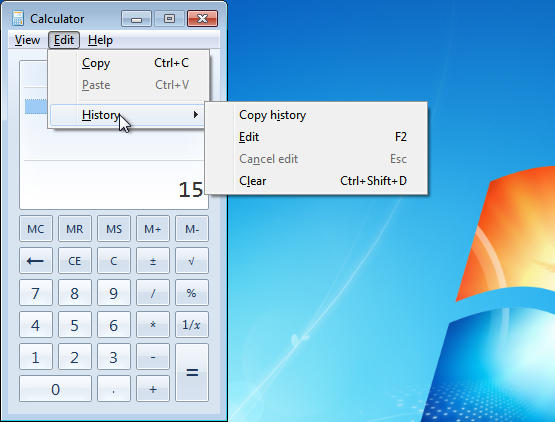 Calculator
View Edit Help
Copy Ctrl+C
Paste Ctrl+V
History
Copy history
Edit F2
Cancel edit Esc
Clear Ctrl+Shift+D
15
MC MR MS M+ M-
← CE C ± √
7 8 9 / %
4 5 6 * 1/x
1 2 3 - =
0 . +